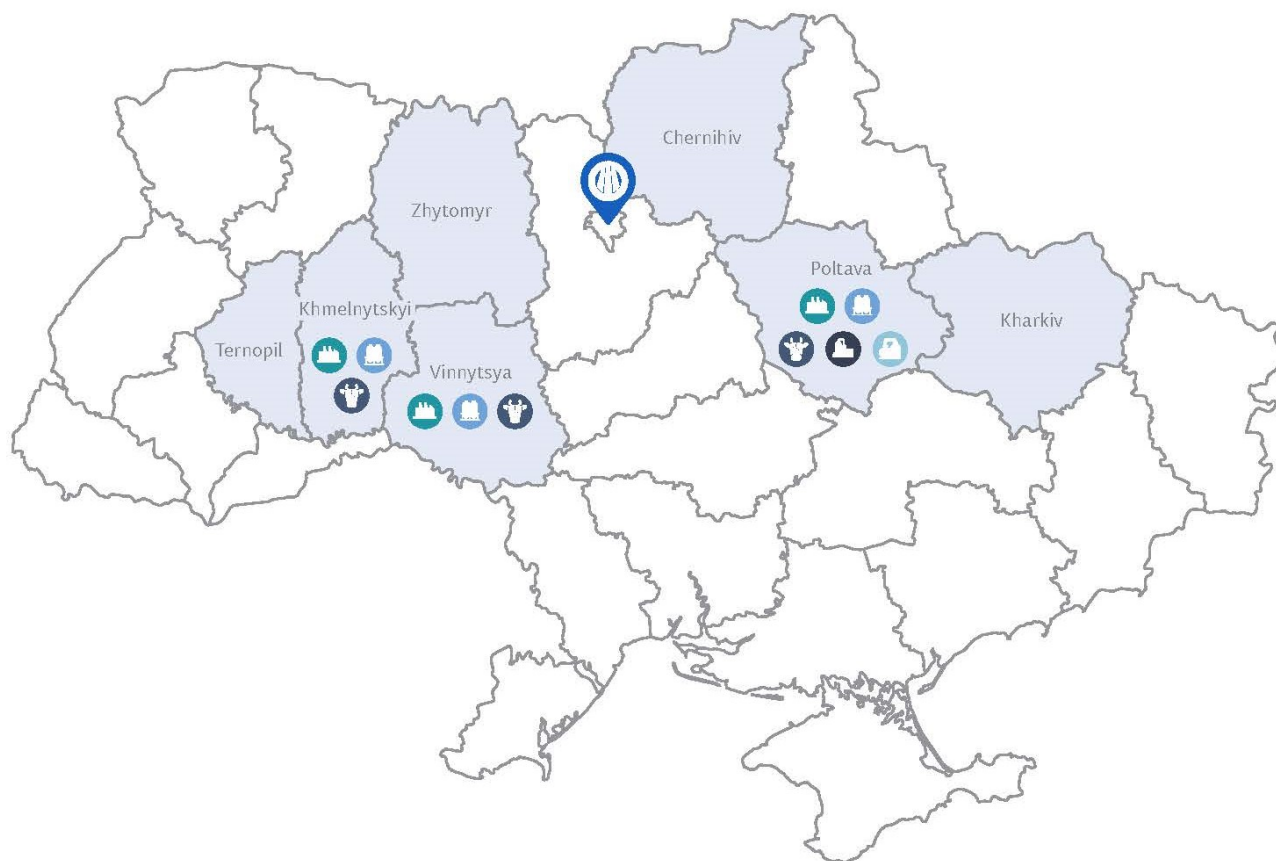 Chernihiv
Zhytomyr
Poltava
Khmelnytskyi
Kharkiv
Ternopil
Vinnytsya